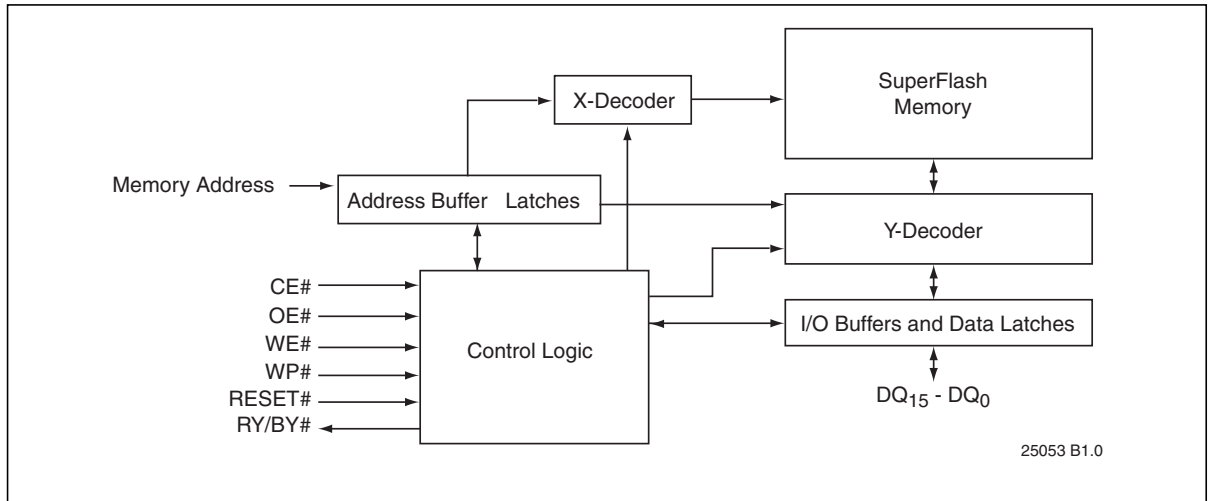 SuperFlash
Memory
X-Decoder
Memory Address
Address Buffer Latches
Y-Decoder
CE#
OE#
WE#
WP#
RESET#
RY/BY#
Control Logic
I/O Buffers and Data Latches
DQ15 - DQ0
25053 B1.0